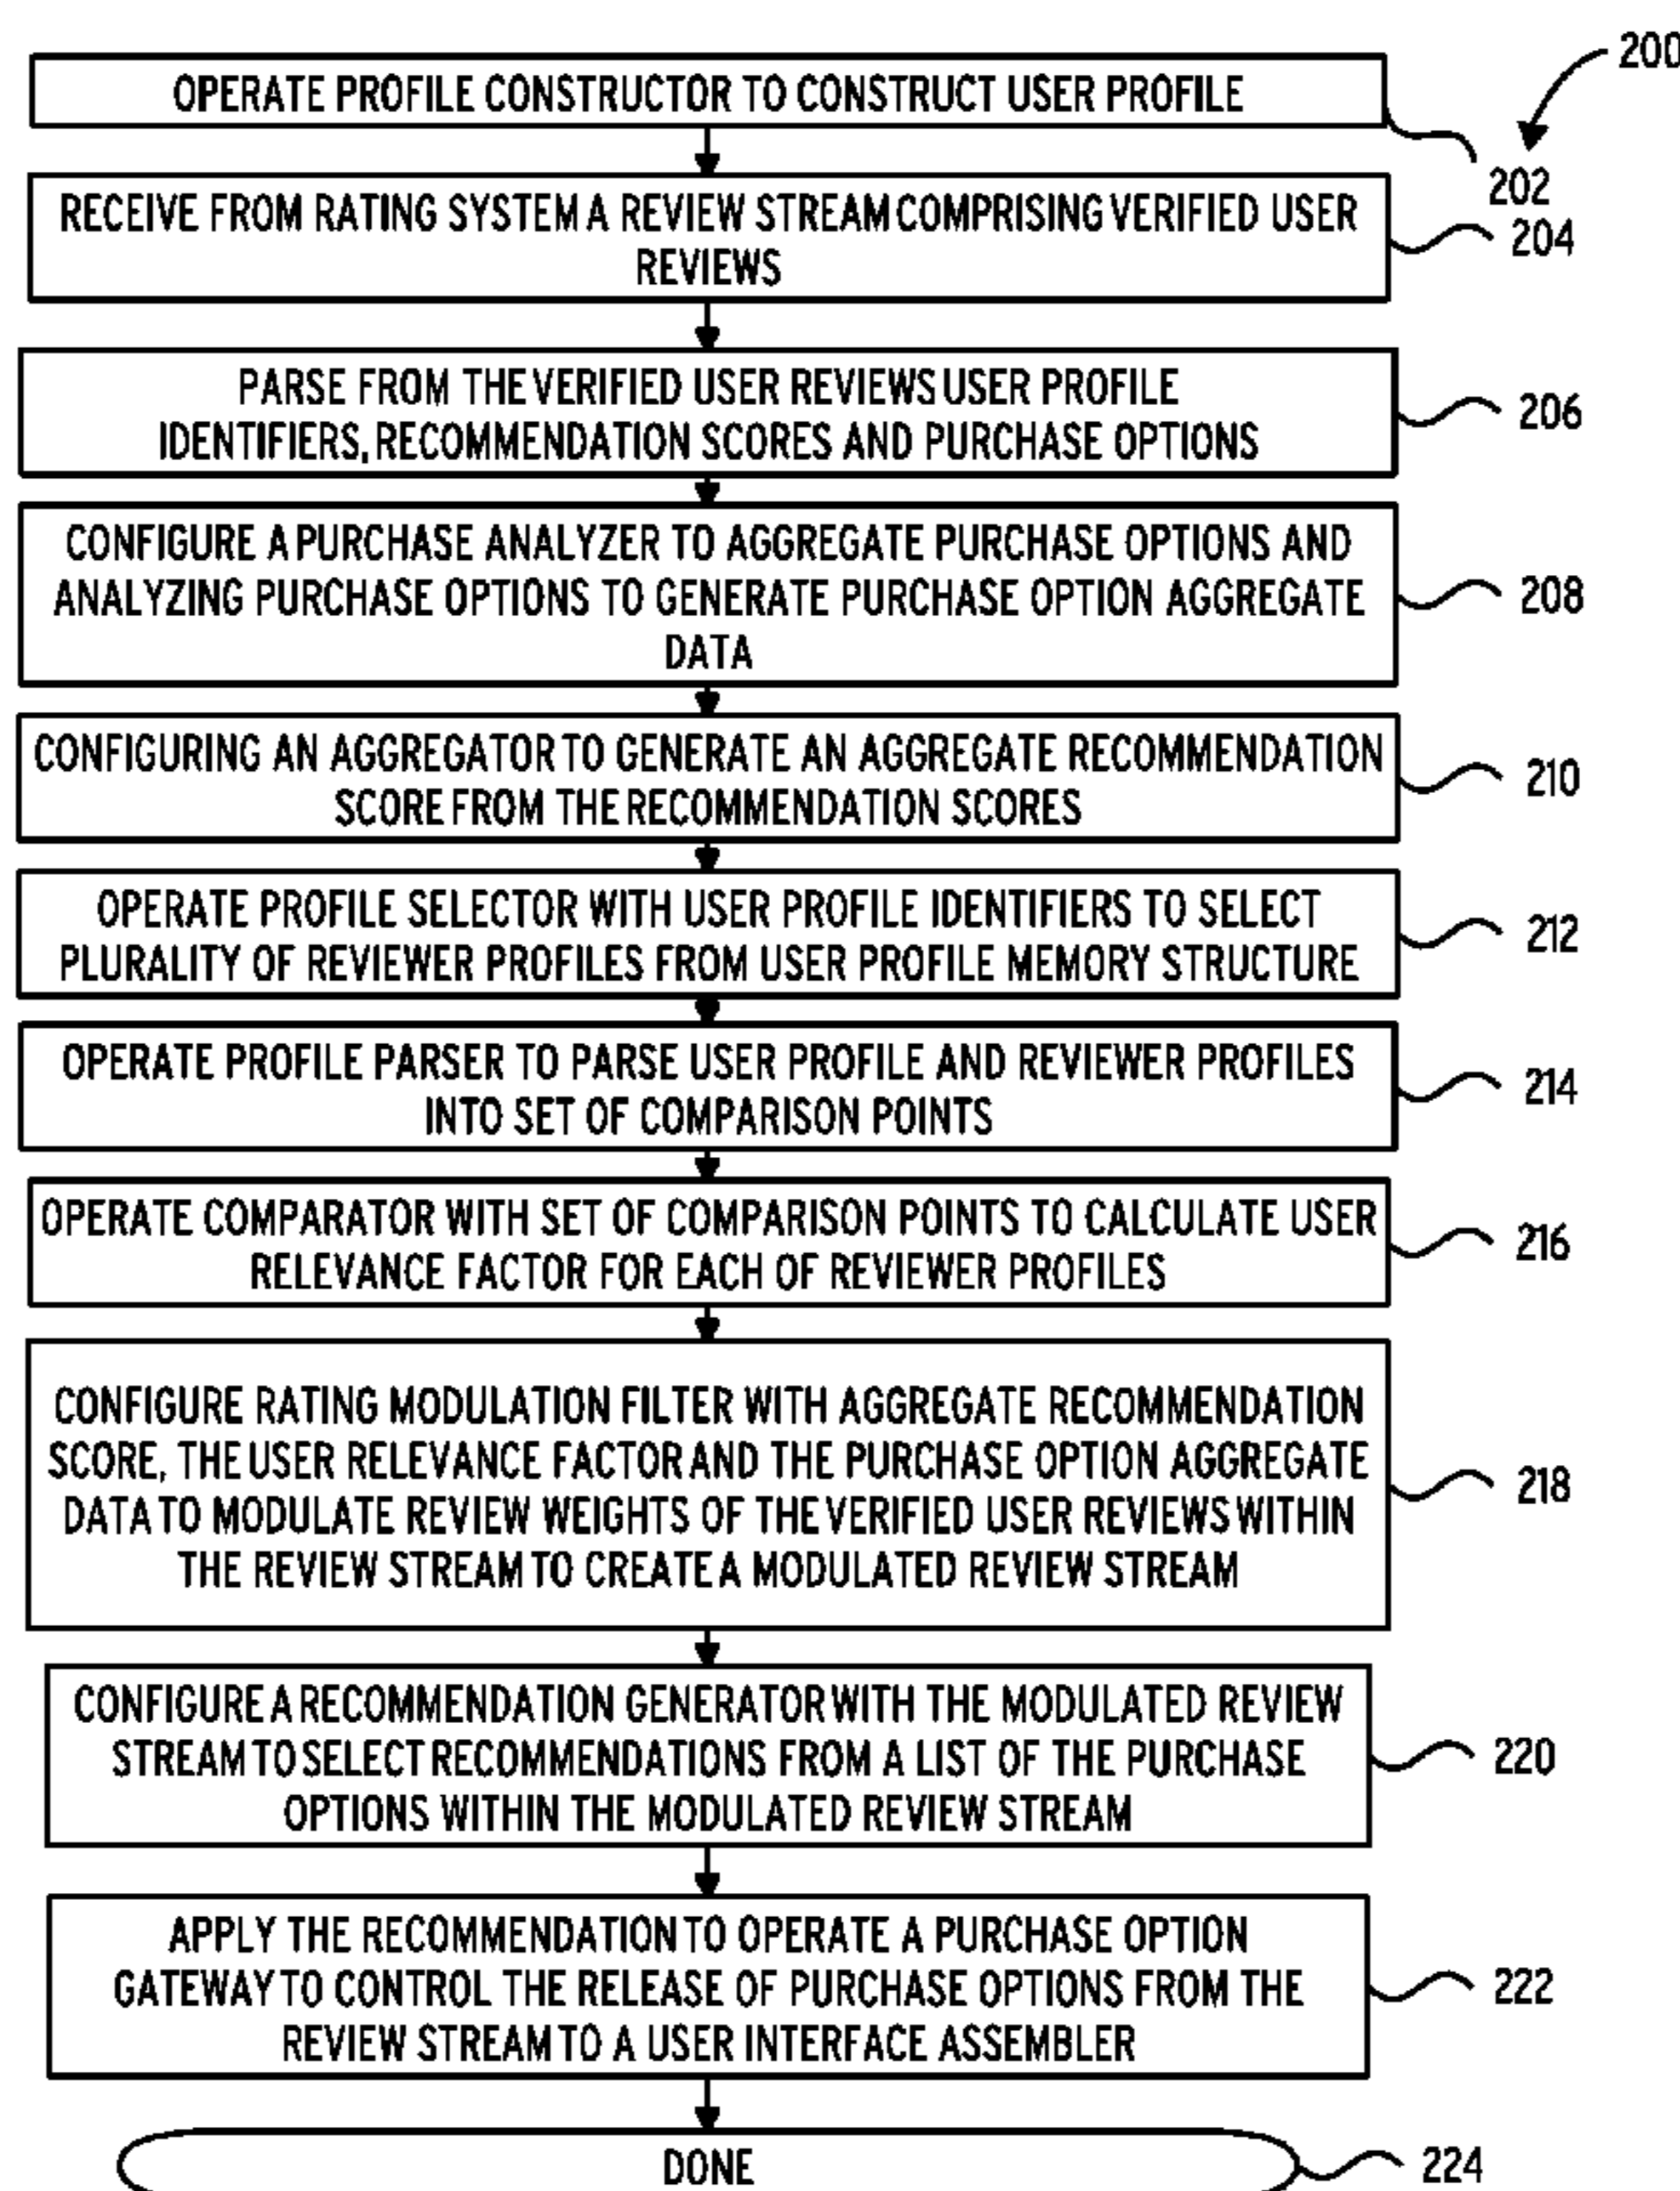 200
OPERATE PROFILE CONSTRUCTOR TO CONSTRUCT USER PROFILE
202
RECEIVE FROM RATING SYSTEM A REVIEW STREAM COMPRISING VERIFIED USER
REVIEWS
204
PARSE FROM THE VERIFIED USER REVIEWS USER PROFILE
IDENTIFIERS, RECOMMENDATION SCORES AND PURCHASE OPTIONS
206
CONFIGURE A PURCHASE ANALYZER TO AGGREGATE PURCHASE OPTIONS AND
ANALYZING PURCHASE OPTIONS TO GENERATE PURCHASE OPTION AGGREGATE
DATA
208
CONFIGURING AN AGGREGATOR TO GENERATE AN AGGREGATE RECOMMENDATION
SCORE FROM THE RECOMMENDATION SCORES
210
OPERATE PROFILE SELECTOR WITH USER PROFILE IDENTIFIERS TO SELECT
PLURALITY OF REVIEWER PROFILES FROM USER PROFILE MEMORY STRUCTURE
212
OPERATE PROFILE PARSER TO PARSE USER PROFILE AND REVIEWER PROFILES
INTO SET OF COMPARISON POINTS
214
OPERATE COMPARATOR WITH SET OF COMPARISON POINTS TO CALCULATE USER
RELEVANCE FACTOR FOR EACH OF REVIEWER PROFILES
216
CONFIGURE RATING MODULATION FILTER WITH AGGREGATE RECOMMENDATION
SCORE, THE USER RELEVANCE FACTOR AND THE PURCHASE OPTION AGGREGATE
DATA TO MODULATE REVIEW WEIGHTS OF THE VERIFIED USER REVIEWS WITHIN
THE REVIEW STREAM TO CREATE A MODULATED REVIEW STREAM
218
CONFIGURE A RECOMMENDATION GENERATOR WITH THE MODULATED REVIEW
STREAM TO SELECT RECOMMENDATIONS FROM A LIST OF THE PURCHASE
OPTIONS WITHIN THE MODULATED REVIEW STREAM
220
APPLY THE RECOMMENDATION TO OPERATE A PURCHASE OPTION
GATEWAY TO CONTROL THE RELEASE OF PURCHASE OPTIONS FROM THE
REVIEW STREAM TO A USER INTERFACE ASSEMBLER
222
DONE
224